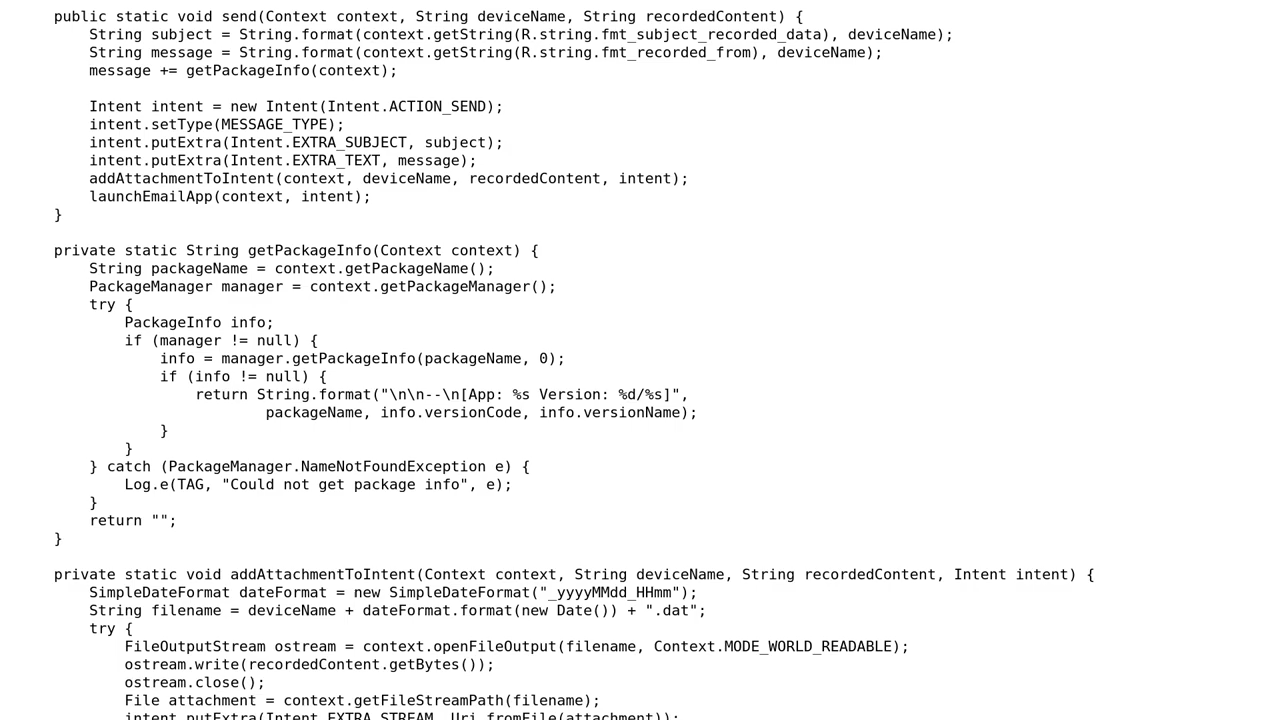 public static void send(Context context, String deviceName, String recordedContent) {
String subject = String.format(context.getString(R.string.fmt_subject_recorded_data), deviceName);
String message = String.format(context.getString(R.string.fmt_recorded_from), deviceName);
message += getPackageInfo(context);
Intent intent = new Intent(Intent.ACTION_SEND);
intent.setType(MESSAGE_TYPE);
intent.putExtra(Intent.EXTRA_SUBJECT, subject);
intent.putExtra(Intent.EXTRA_TEXT, message);
addAttachmentToIntent(context, deviceName, recordedContent, intent);
launchEmailApp(context, intent);
}
private static String getPackageInfo(Context context) {
String packageName = context.getPackageName();
PackageManager manager = context.getPackageManager();
try {
PackageInfo info;
if (manager != null) {
info = manager.getPackageInfo(packageName, 0);
if (info != null) {
return String.format("\n\n--\n[App: %s Version: %d/%s]",
packageName, info.versionCode, info.versionName);
}
}
} catch (PackageManager.NameNotFoundException e) {
Log.e(TAG, "Could not get package info", e);
}
return "";
}
private static void addAttachmentToIntent(Context context, String deviceName, String recordedContent, Intent intent) {
SimpleDateFormat dateFormat = new SimpleDateFormat("_yyyyMMdd_HHmm");
String filename = deviceName + dateFormat.format(new Date()) + ".dat";
try {
FileOutputStream ostream = context.openFileOutput(filename, Context.MODE_WORLD_READABLE);
ostream.write(recordedContent.getBytes());
ostream.close();
File attachment = context.getFileStreamPath(filename);
intent.putExtra(Intent.EXTRA_STREAM, Uri.fromFile(attachment));